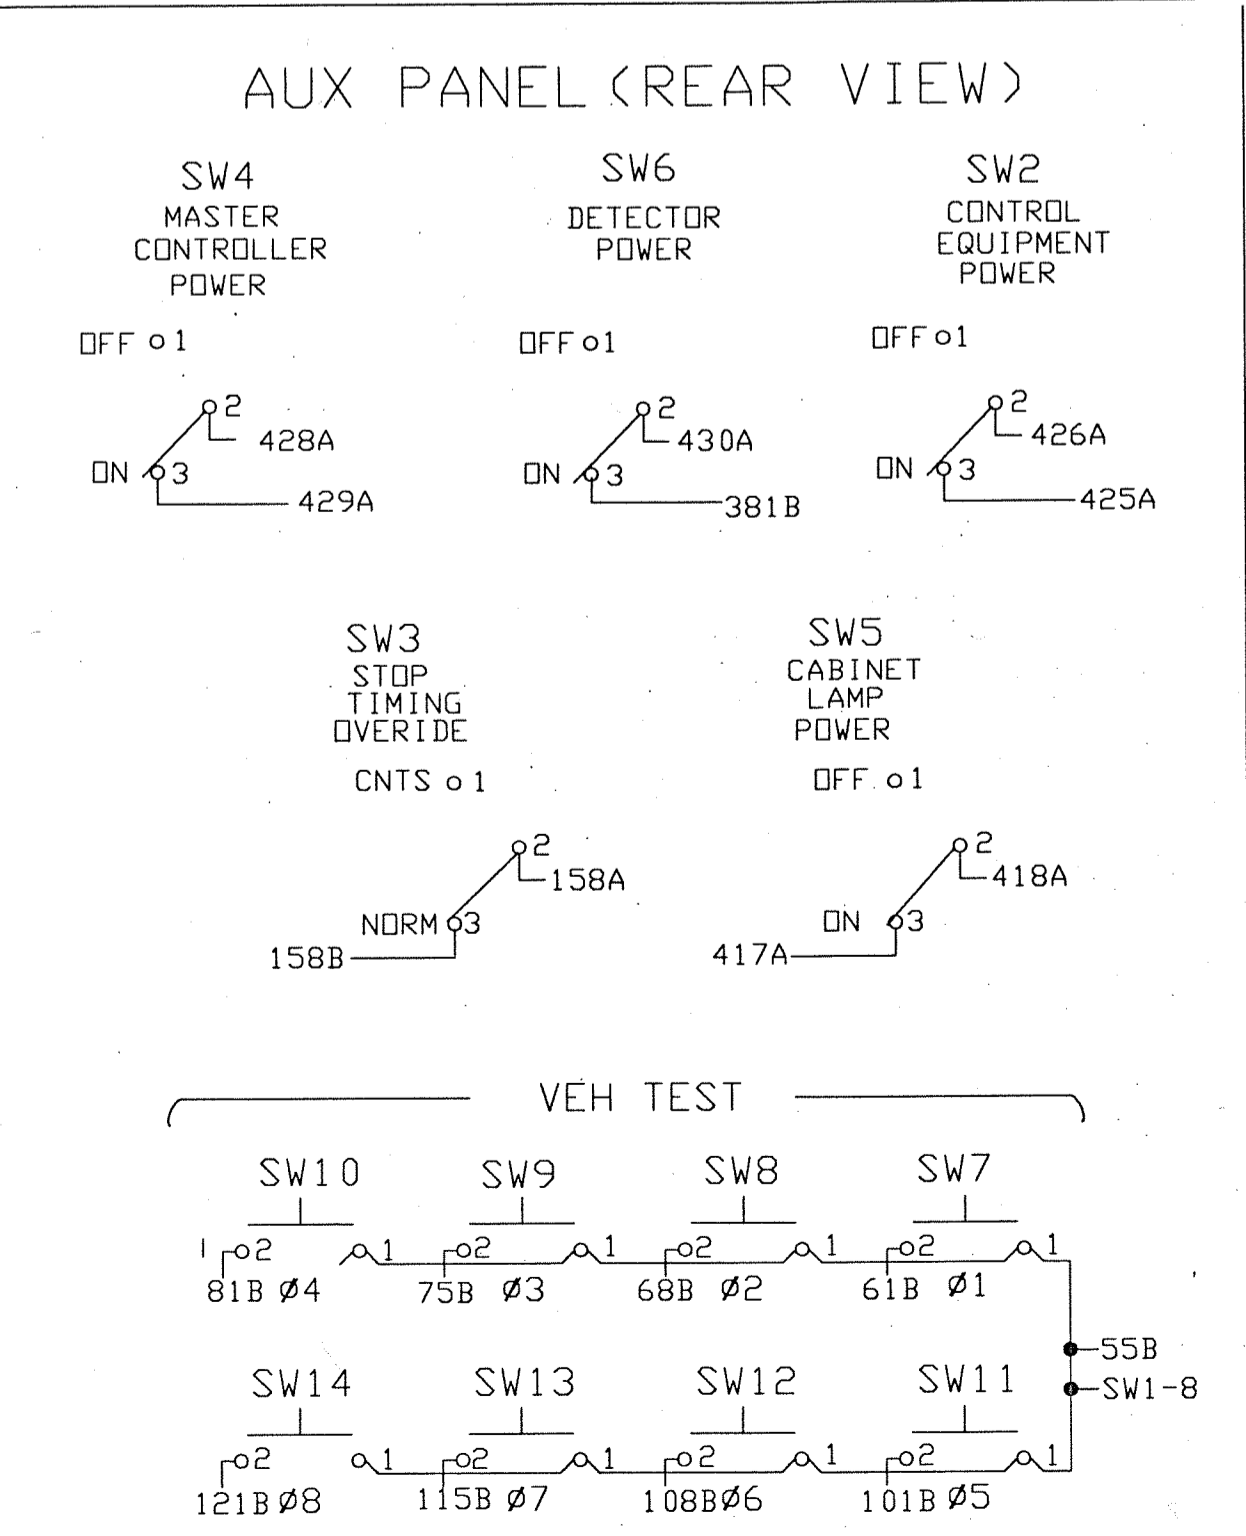 AUX PANEL (REAR VIEW)
SW4
MASTER
CONTROLLER
POWER
OFF 1
2
428A
ON 3
429A
SW6
DETECTOR
POWER
OFF 1
2
430A
ON 3
381B
SW2
CONTROL
EQUIPMENT
POWER
OFF 1
2
426A
ON 3
425A
SW3
STOP
TIMING
OVERIDE
CNTS 1
2
158A
NORM 3
158B
SW5
CABINET
LAMP
POWER
OFF 1
2
418A
ON 3
417A
VEH TEST
SW10 SW9 SW8 SW7
2 1 2 1 2 1 2 1
81B Ø4 75B Ø3 68B Ø2 61B Ø1
55B
SW1-8
SW14 SW13 SW12 SW11
2 1 2 1 2 1 2 1
121B Ø8 115B Ø7 108BØ6 101B Ø5